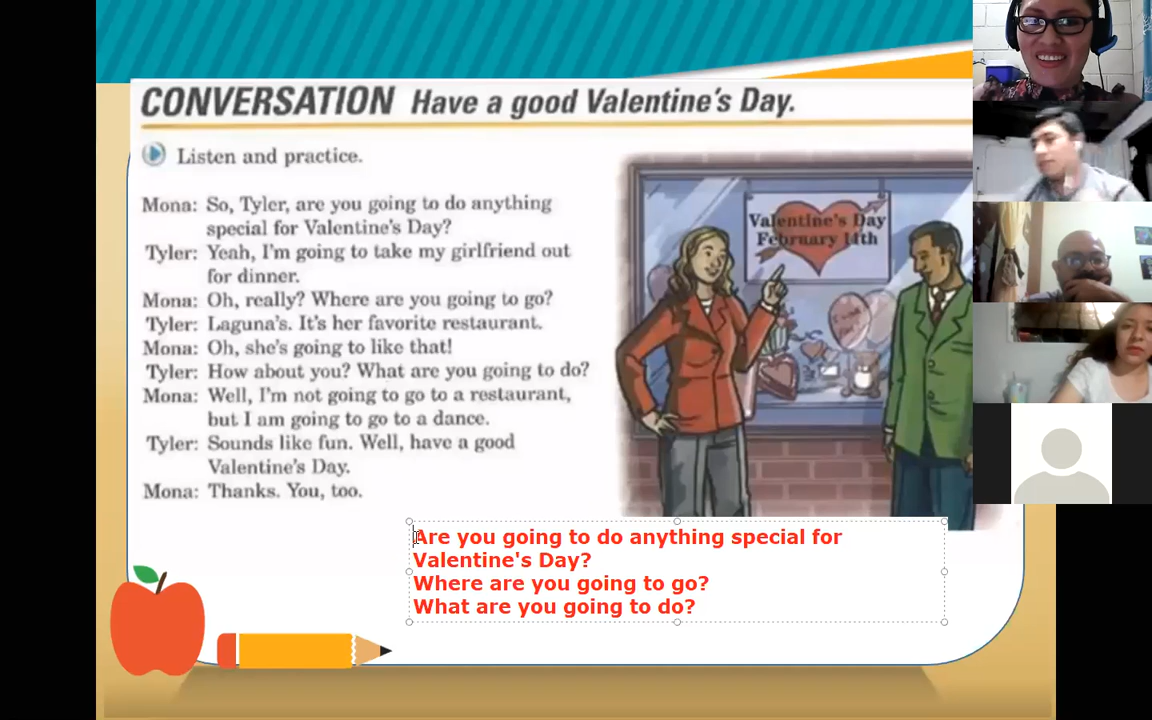 CONVERSATION Have a good Valentine's Day.
Listen and practice.
Mona: So, Tyler, are you going to do anything
special for Valentine's Day?
Tyler: Yeah, I'm going to take my girlfriend out
for dinner.
Mona: Oh, really? Where are you going to go?
Tyler: Laguna's. It's her favorite restaurant.
Mona: Oh, she's going to like that!
Tyler: How about you? What are you going to do?
Mona: Well, I'm not going to go to a restaurant,
but I am going to go to a dance.
Tyler: Sounds like fun. Well, have a good
Valentine's Day.
Mona: Thanks. You, too.
Valentine's Day
February 14th
Are you going to do anything special for
Valentine's Day?
Where are you going to go?
What are you going to do?